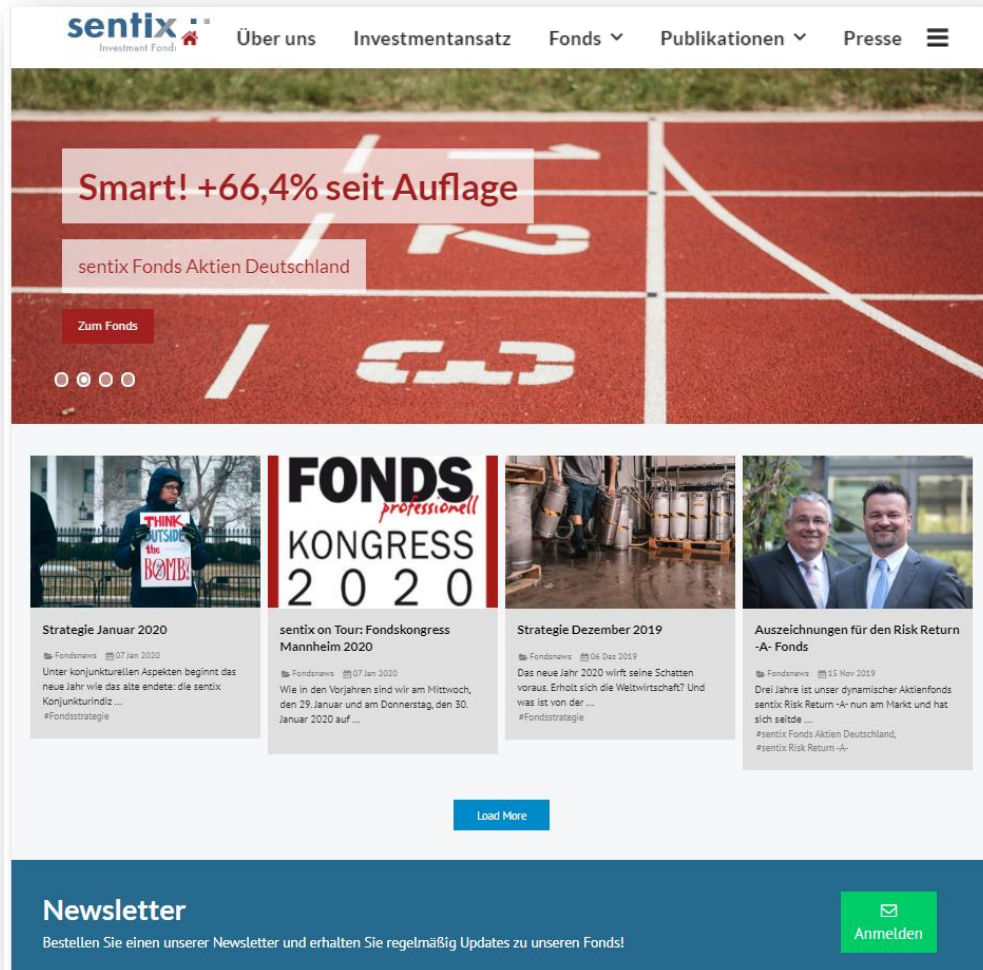 sentix
Investment Fonds
Über uns
Investmentansatz
Fonds
Publikationen
Presse
Smart! +66,4% seit Auflage
sentix Fonds Aktien Deutschland
Zum Fonds
1
2
3
THINK
OUTSIDE
the
BOMB!
Strategie Januar 2020
Fondsnews 07 Jan 2020
Unter konjunkturellen Aspekten beginnt das
neue Jahr wie das alte endete: die sentix
Konjunkturindiz ...
#Fondsstrategie
FONDS
professionell
KONGRESS
2020
sentix on Tour: Fondskongress
Mannheim 2020
Fondsnews 07 Jan 2020
Wie in den Vorjahren sind wir am Mittwoch,
den 29. Januar und am Donnerstag, den 30.
Januar 2020 auf ...
Strategie Dezember 2019
Fondsnews 06 Dez 2019
Das neue Jahr 2020 wirft seine Schatten
voraus. Erholt sich die Weltwirtschaft? Und
was ist von der ...
#Fondsstrategie
Auszeichnungen für den Risk Return
-A- Fonds
Fondsnews 15 Nov 2019
Drei Jahre ist unser dynamischer Aktienfonds
sentix Risk Return -A- nun am Markt und hat
sich seitde ...
#sentix Fonds Aktien Deutschland,
#sentix Risk Return -A-
Load More
Newsletter
Bestellen Sie einen unserer Newsletter und erhalten Sie regelmäßig Updates zu unseren Fonds!
Anmelden